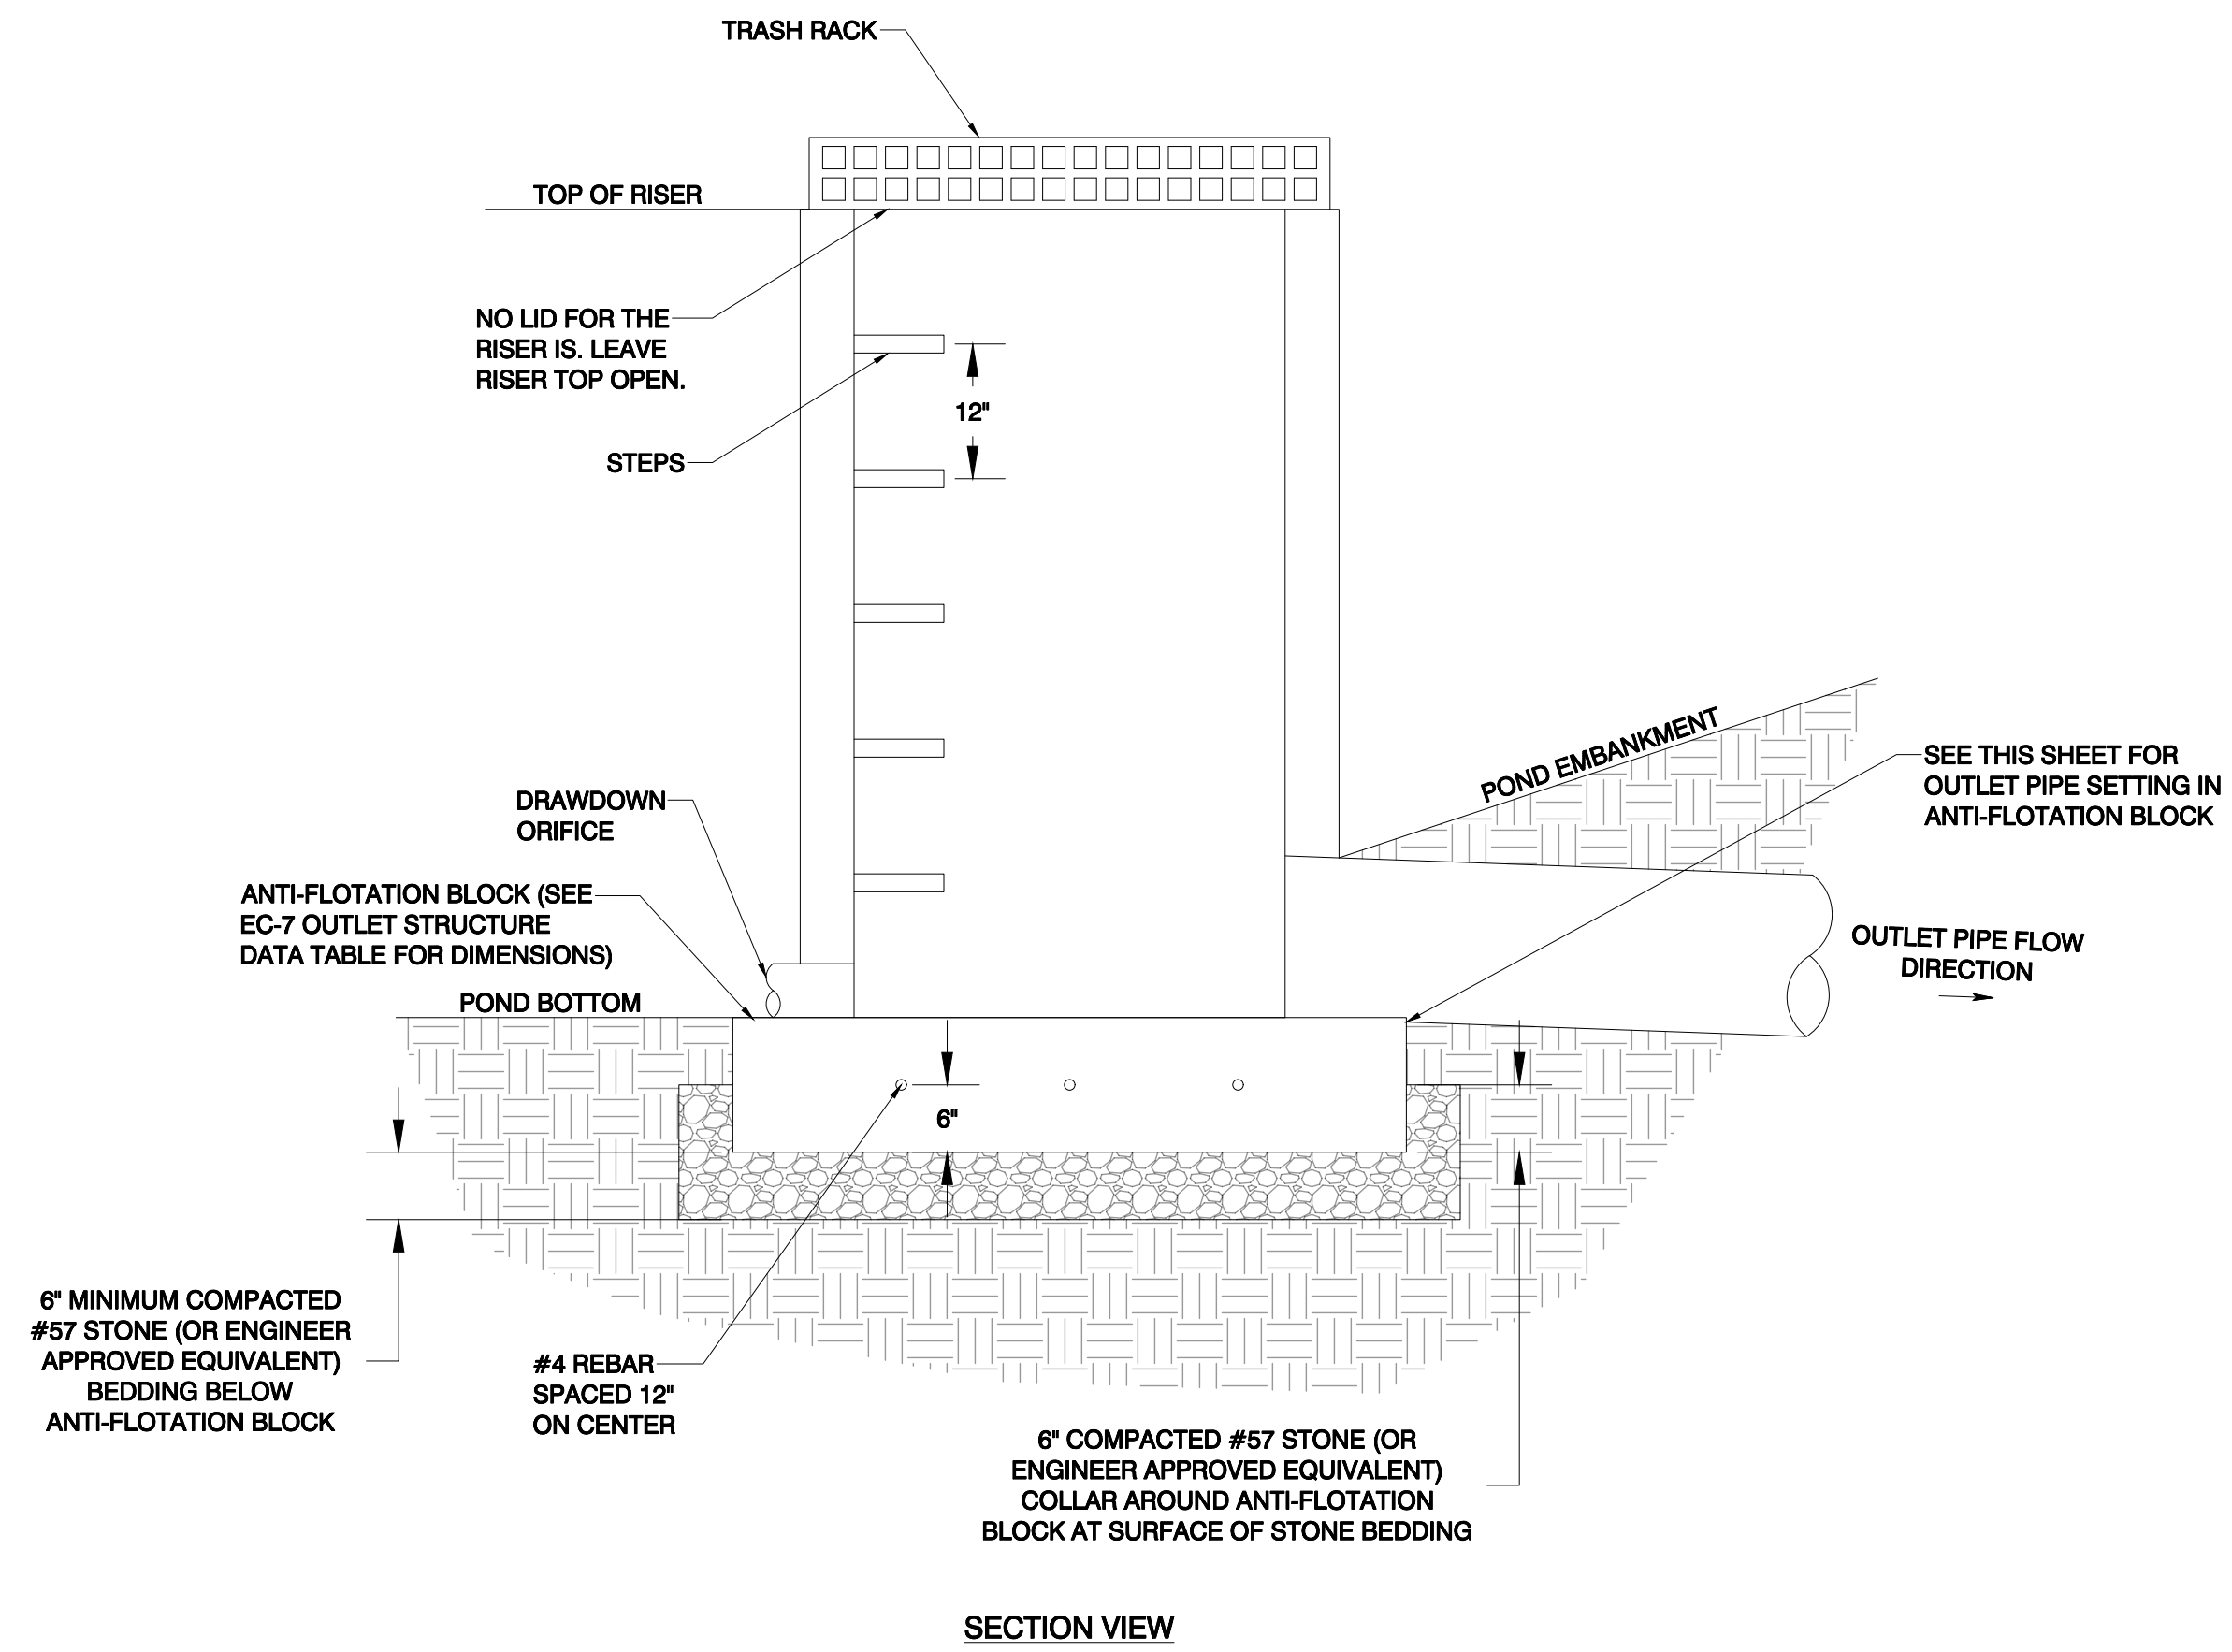 TRASH RACK
TOP OF RISER
NO LID FOR THE
RISER IS. LEAVE
RISER TOP OPEN.
12"
STEPS
POND EMBANKMENT
SEE THIS SHEET FOR
OUTLET PIPE SETTING IN
ANTI-FLOTATION BLOCK
DRAWDOWN
ORIFICE
ANTI-FLOTATION BLOCK (SEE
EC-7 OUTLET STRUCTURE
DATA TABLE FOR DIMENSIONS)
OUTLET PIPE FLOW
DIRECTION
POND BOTTOM
6"
6" MINIMUM COMPACTED
#57 STONE (OR ENGINEER
APPROVED EQUIVALENT)
BEDDING BELOW
ANTI-FLOTATION BLOCK
#4 REBAR
SPACED 12"
ON CENTER
6" COMPACTED #57 STONE (OR
ENGINEER APPROVED EQUIVALENT)
COLLAR AROUND ANTI-FLOTATION
BLOCK AT SURFACE OF STONE BEDDING
SECTION VIEW